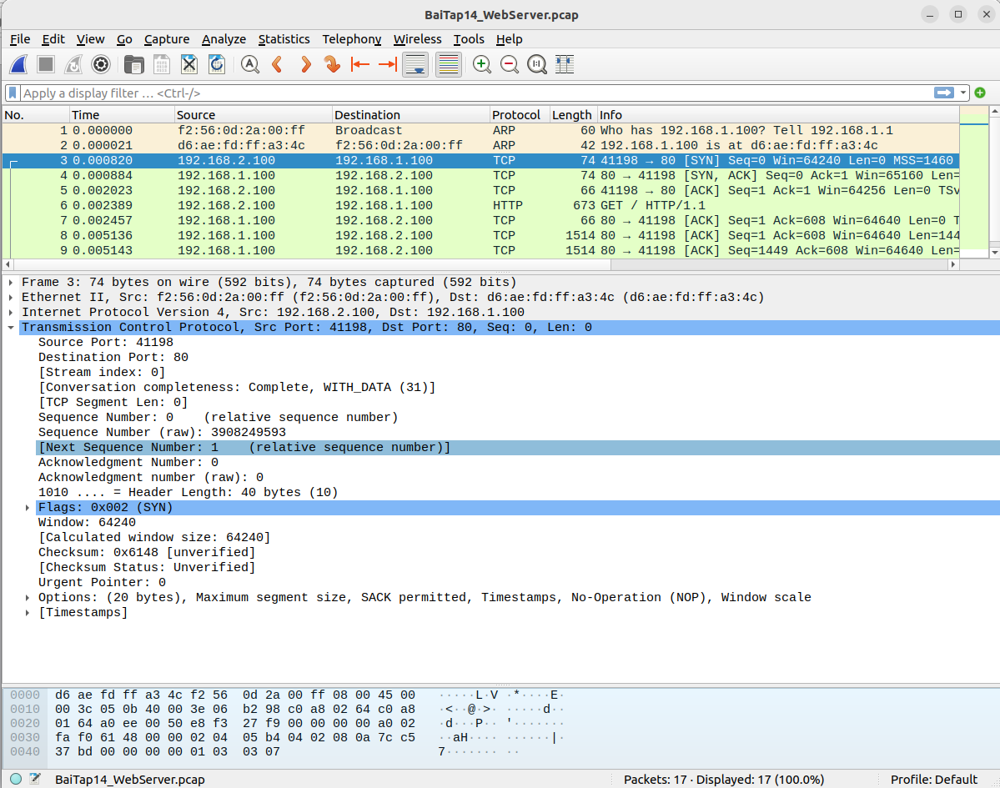 BaiTap14_WebServer.pcap
File Edit View Go Capture Analyze Statistics Telephony Wireless Tools Help
Apply a display filter … <Ctrl-/>
No. Time Source Destination Protocol Length Info
1 0.000000 f2:56:0d:2a:00:ff Broadcast ARP 60 Who has 192.168.1.100? Tell 192.168.1.1
2 0.000021 d6:ae:fd:ff:a3:4c f2:56:0d:2a:00:ff ARP 42 192.168.1.100 is at d6:ae:fd:ff:a3:4c
3 0.000820 192.168.2.100 192.168.1.100 TCP 74 41198 → 80 [SYN] Seq=0 Win=64240 Len=0 MSS=1460
4 0.000884 192.168.1.100 192.168.2.100 TCP 74 80 → 41198 [SYN, ACK] Seq=0 Ack=1 Win=65160 Len=
5 0.002023 192.168.2.100 192.168.1.100 TCP 66 41198 → 80 [ACK] Seq=1 Ack=1 Win=64256 Len=0 TSv
6 0.002389 192.168.2.100 192.168.1.100 HTTP 673 GET / HTTP/1.1
7 0.002457 192.168.1.100 192.168.2.100 TCP 66 80 → 41198 [ACK] Seq=1 Ack=608 Win=64640 Len=0 T
8 0.005136 192.168.1.100 192.168.2.100 TCP 1514 80 → 41198 [ACK] Seq=1 Ack=608 Win=64640 Len=144
9 0.005143 192.168.1.100 192.168.2.100 TCP 1514 80 → 41198 [ACK] Seq=1449 Ack=608 Win=64640 Len=
Frame 3: 74 bytes on wire (592 bits), 74 bytes captured (592 bits)
Ethernet II, Src: f2:56:0d:2a:00:ff (f2:56:0d:2a:00:ff), Dst: d6:ae:fd:ff:a3:4c (d6:ae:fd:ff:a3:4c)
Internet Protocol Version 4, Src: 192.168.2.100, Dst: 192.168.1.100
Transmission Control Protocol, Src Port: 41198, Dst Port: 80, Seq: 0, Len: 0
Source Port: 41198
Destination Port: 80
[Stream index: 0]
[Conversation completeness: Complete, WITH_DATA (31)]
[TCP Segment Len: 0]
Sequence Number: 0 (relative sequence number)
Sequence Number (raw): 3908249593
[Next Sequence Number: 1 (relative sequence number)]
Acknowledgment Number: 0
Acknowledgment number (raw): 0
1010 .... = Header Length: 40 bytes (10)
Flags: 0x002 (SYN)
Window: 64240
[Calculated window size: 64240]
Checksum: 0x6148 [unverified]
[Checksum Status: Unverified]
Urgent Pointer: 0
Options: (20 bytes), Maximum segment size, SACK permitted, Timestamps, No-Operation (NOP), Window scale
[Timestamps]
0000 d6 ae fd ff a3 4c f2 56 0d 2a 00 ff 08 00 45 00 ·····L·V ·*····E·
0010 00 3c 05 0b 40 00 3e 06 b2 98 c0 a8 02 64 c0 a8 ·<··@·>· ·····d··
0020 01 64 a0 ee 00 50 e8 f3 27 f9 00 00 00 00 a0 02 ·d···P·· '·······
0030 fa f0 61 48 00 00 02 04 05 b4 04 02 08 0a 7c c5 ··aH···· ······|·
0040 37 bd 00 00 00 00 01 03 03 07 7······· ··
BaiTap14_WebServer.pcap Packets: 17 · Displayed: 17 (100.0%) Profile: Default